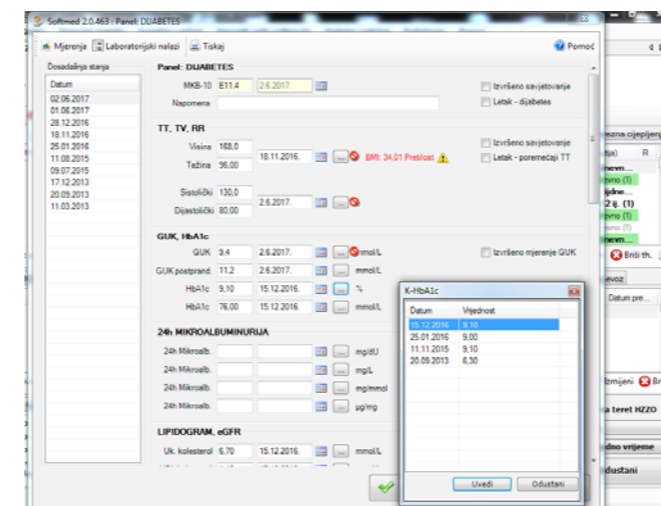 Softmed 2.0.463 : Panel: DIJABETES
Mjerenja Laboratorijski nalazi Tiskaj Pomoć
Dosadašnja stanja
Datum
02.06.2017
01.06.2017
28.12.2016
18.11.2016
25.01.2016
11.08.2015
09.07.2015
17.12.2013
20.09.2013
11.03.2013
Panel: DIJABETES
MKB-10 E11.4 2.6.2017. Izvršeno savjetovanje
Napomena Letak - dijabetes
TT, TV, RR
Visina 168,0 Izvršeno savjetovanje
18.11.2016. BMI: 34,01 Pretilost Letak - poremećaji TT
Težina 96,00
Sistolički 130,0
2.6.2017.
Dijastolički 80,00
GUK, HbA1c
GUK 9,4 2.6.2017. ... mmol/L Izvršeno mjerenje GUK
GUK postprand. 11,2 2.6.2017. ... mmol/L
HbA1c 9,10 15.12.2016. ... %
HbA1c 76,00 15.12.2016. ... mmol/L
24h MIKROALBUMINURIJA
24h Mikroalb. ... mg/dU
24h Mikroalb. ... mg/L
24h Mikroalb. ... mg/mmol
24h Mikroalb. ... µg/mg
LIPIDOGRAM, eGFR
Uk. kolesterol 6,70 15.12.2016. ... mmol/L
K-HbA1c
Datum Vrijednost
15.12.2016 9,10
25.01.2016 9,00
11.11.2015 9,10
20.09.2013 6,30
Uvedi Odustani
R
(1)
2 ij. (1)
(1)
(1)
Briši th.
Datum pre...
Izmijeni
a teret HZZO
dno vrijeme
dustani